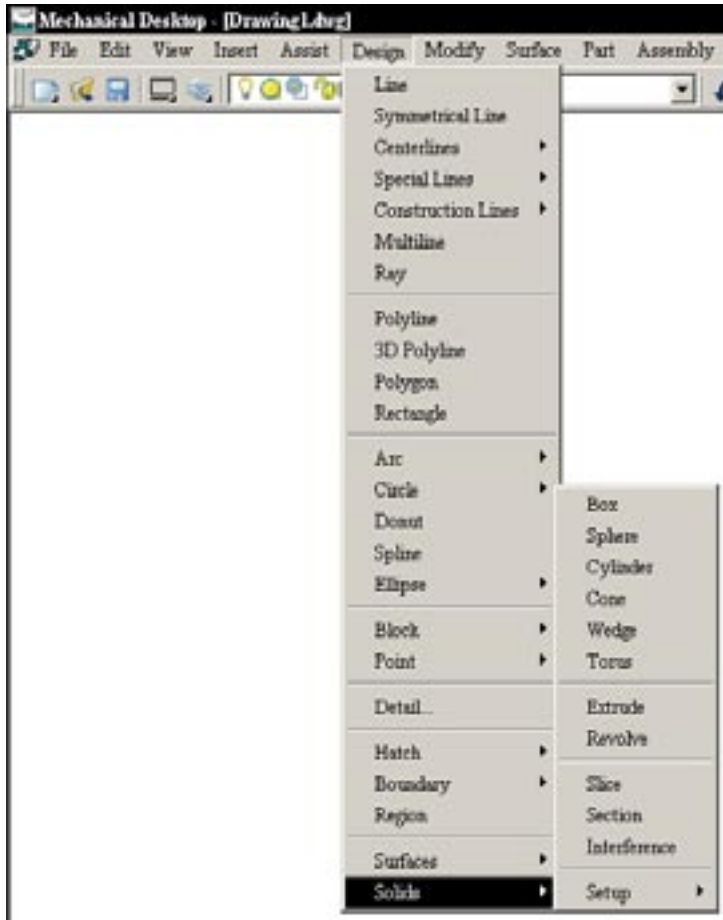 Mechanical Desktop - [Drawing1.dwg]
File Edit View Insert Assist Design Modify Surface Part Assembly
Line
Symmetrical Line
Centerlines
Special Lines
Construction Lines
Multiline
Ray
Polyline
3D Polyline
Polygon
Rectangle
Arc
Circle
Donut
Spline
Ellipse
Block
Point
Detail...
Hatch
Boundary
Region
Surfaces
Solids
Box
Sphere
Cylinder
Cone
Wedge
Torus
Extrude
Revolve
Slice
Section
Interference
Setup